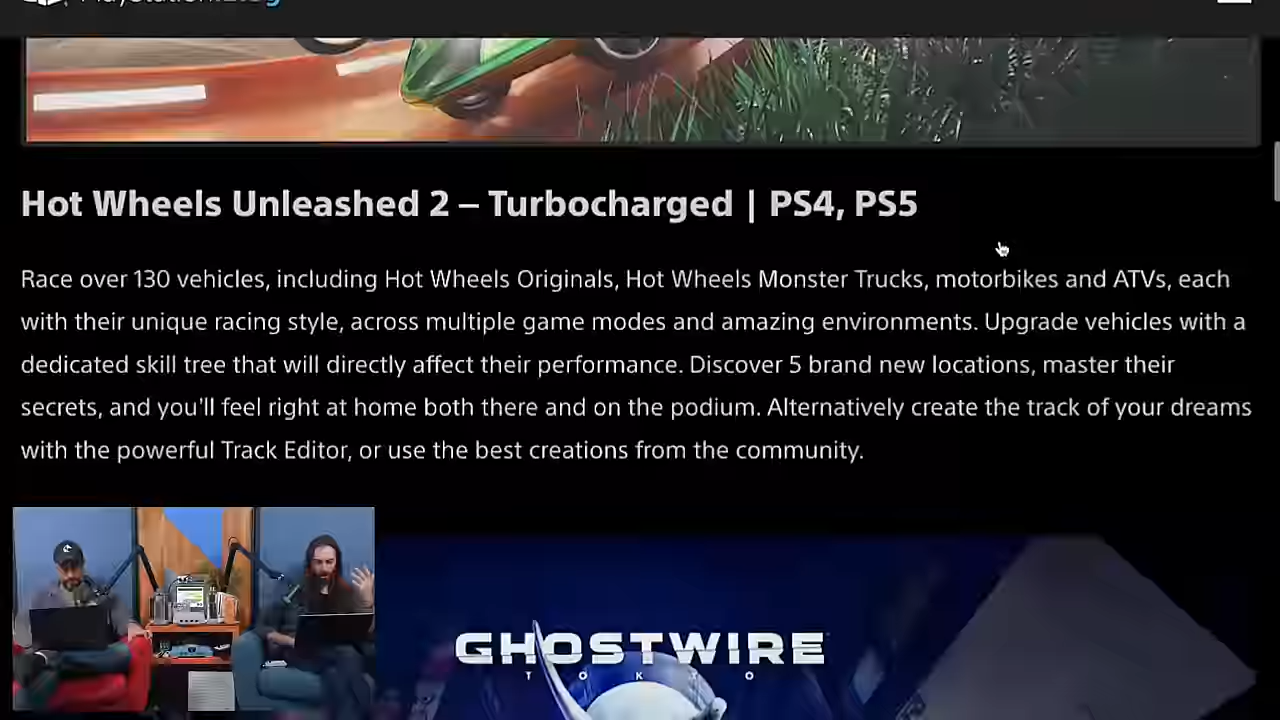 Hot Wheels Unleashed 2 – Turbocharged | PS4, PS5
Race over 130 vehicles, including Hot Wheels Originals, Hot Wheels Monster Trucks, motorbikes and ATVs, each
with their unique racing style, across multiple game modes and amazing environments. Upgrade vehicles with a
dedicated skill tree that will directly affect their performance. Discover 5 brand new locations, master their
secrets, and you’ll feel right at home both there and on the podium. Alternatively create the track of your dreams
with the powerful Track Editor, or use the best creations from the community.
GHOSTWIRE
TOKYO